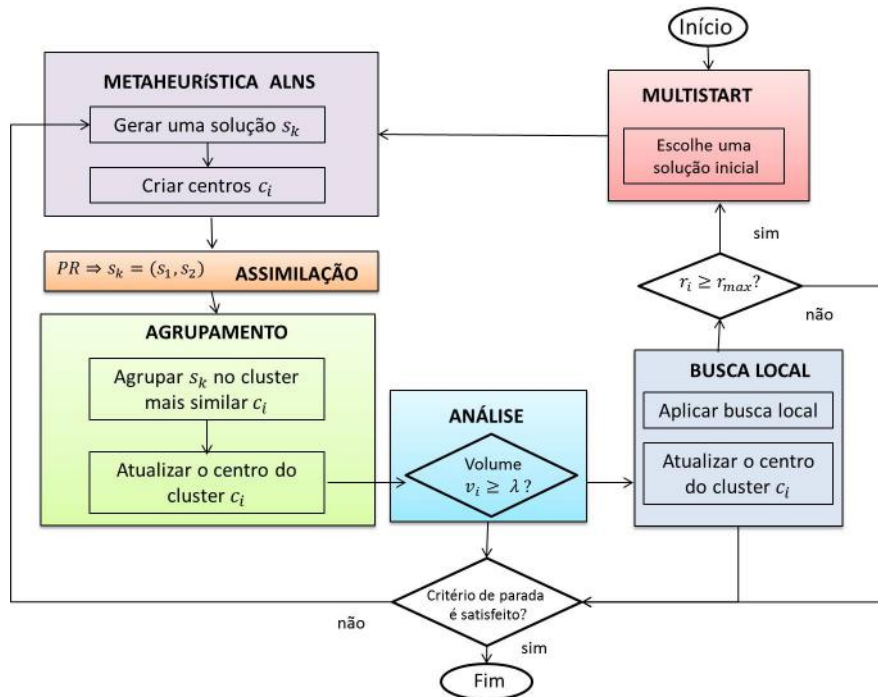 Início
MULTISTART
Escolhe uma
solução inicial
METAHEURíSTICA ALNS
Gerar uma solução s_k
Criar centros c_i
PR ⇒ s_k = (s_1, s_2)
ASSIMILAÇÃO
AGRUPAMENTO
Agrupar s_k no cluster
mais similar c_i
Atualizar o centro do
cluster c_i
ANÁLISE
Volume
v_i ≥ λ ?
BUSCA LOCAL
Aplicar busca local
Atualizar o centro
do cluster c_i
r_i ≥ r_max?
sim
não
Critério de parada
é satisfeito?
não
sim
Fim